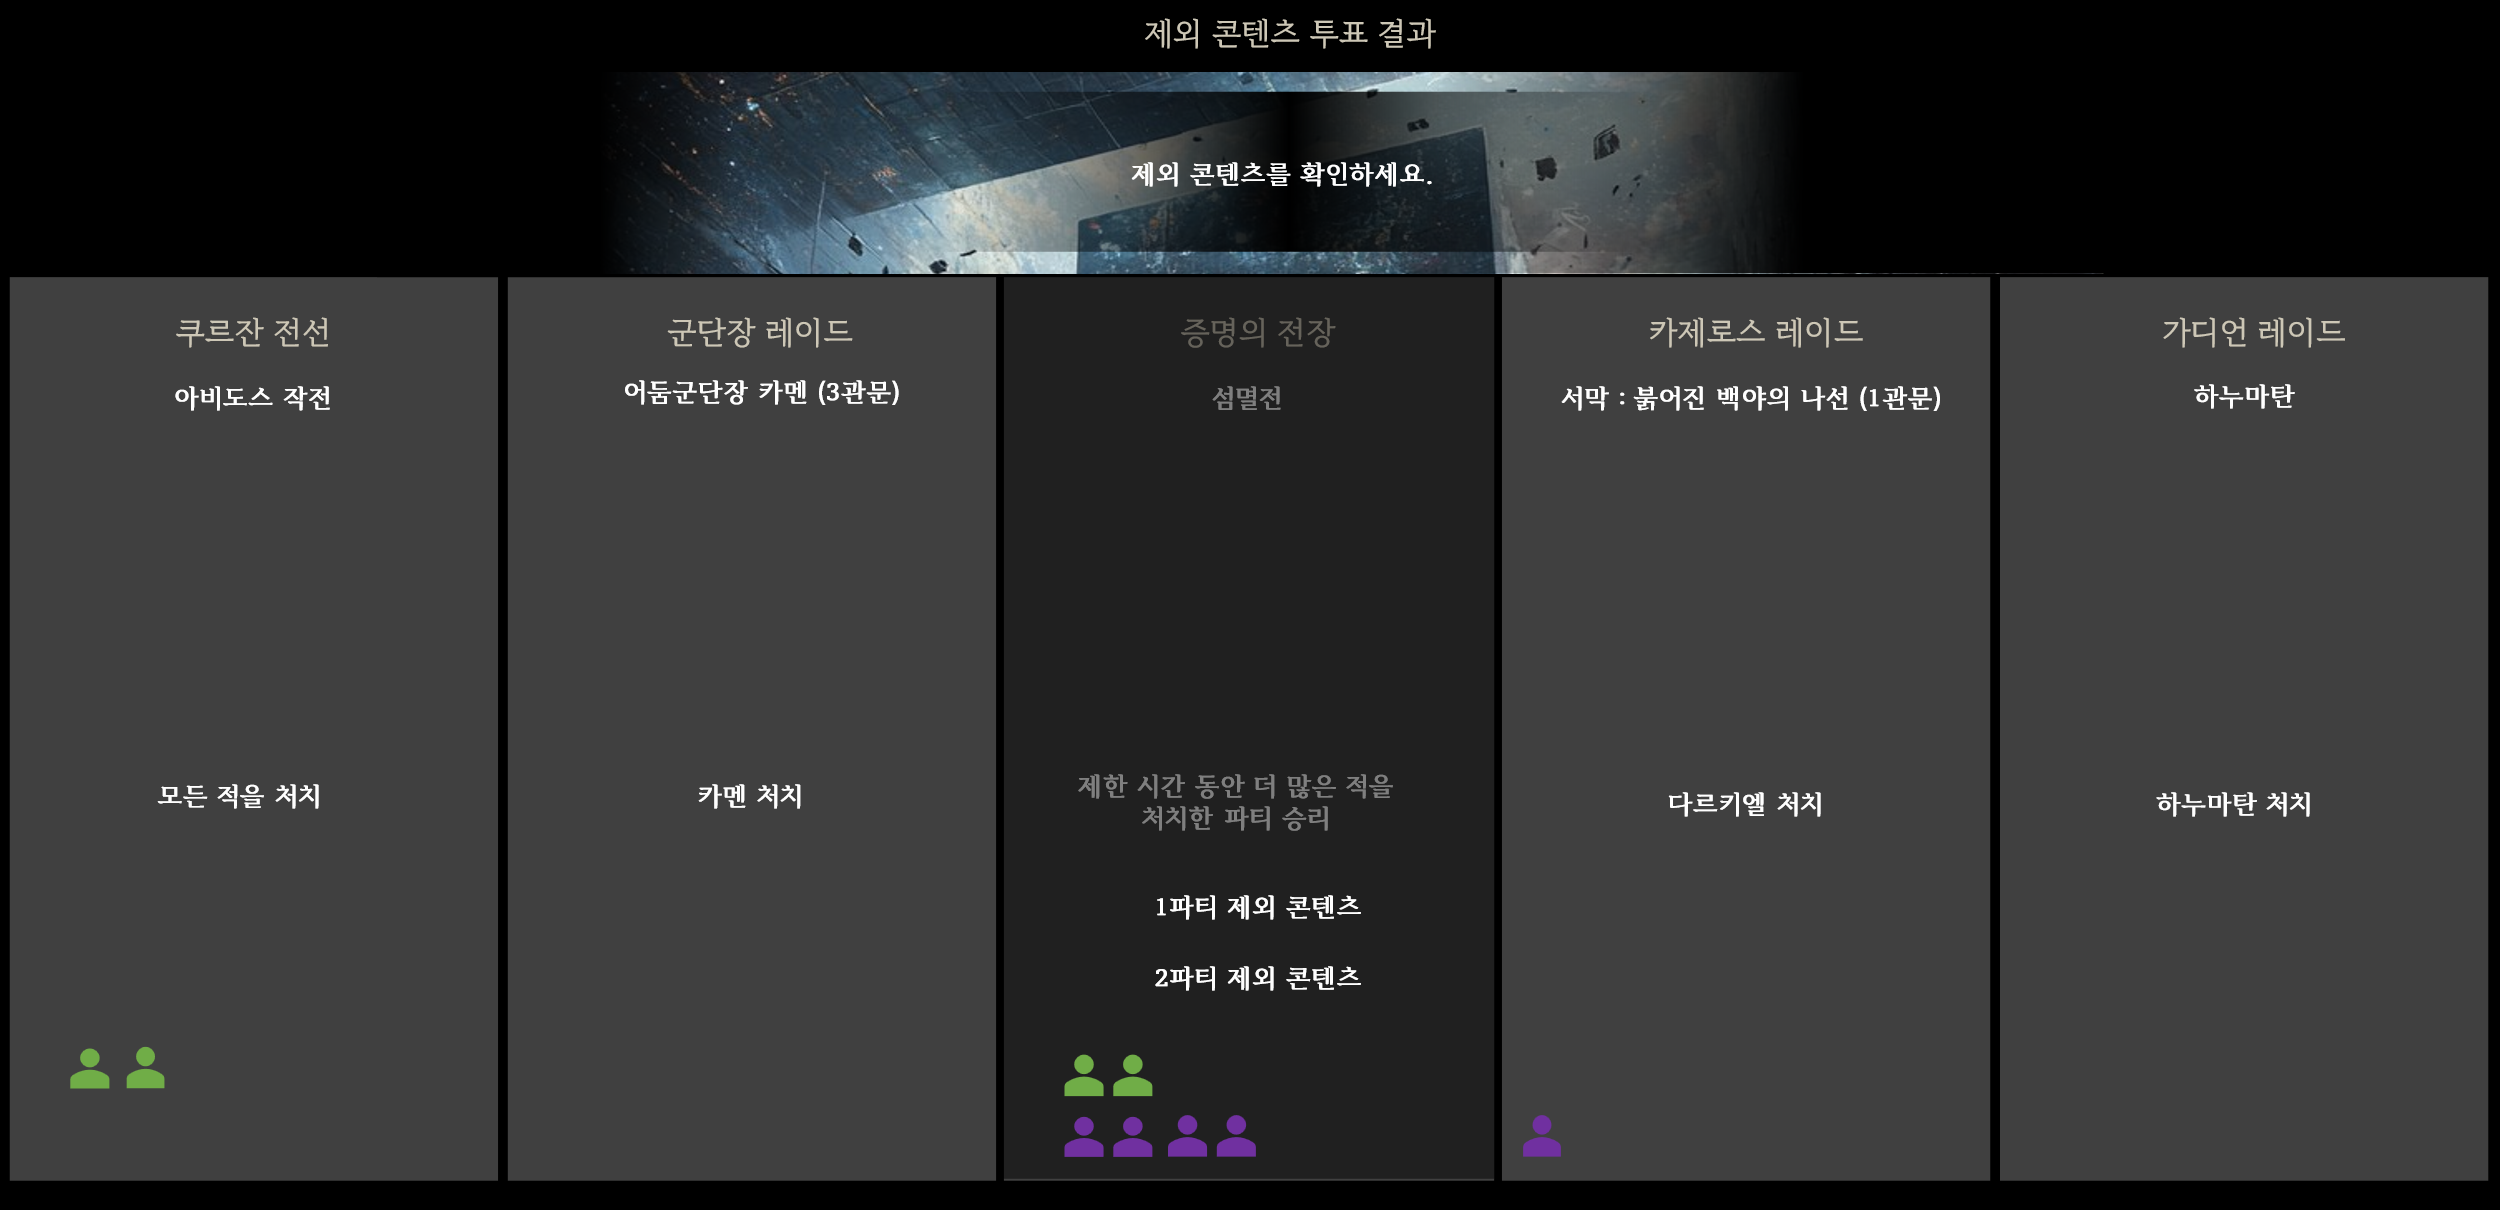 제외 콘텐츠 투표 결과
제외 콘텐츠를 확인하세요.
쿠르잔 전선
아비도스 작전
모든 적을 처치
군단장 레이드
어둠군단장 카멘 (3관문)
카멘 처치
증명의 전장
섬멸전
제한 시간 동안 더 많은 적을
처치한 파티 승리
1파티 제외 콘텐츠
2파티 제외 콘텐츠
카제로스 레이드
서막 : 붉어진 백야의 나선 (1관문)
다르키엘 처치
가디언 레이드
하누마탄
하누마탄 처치